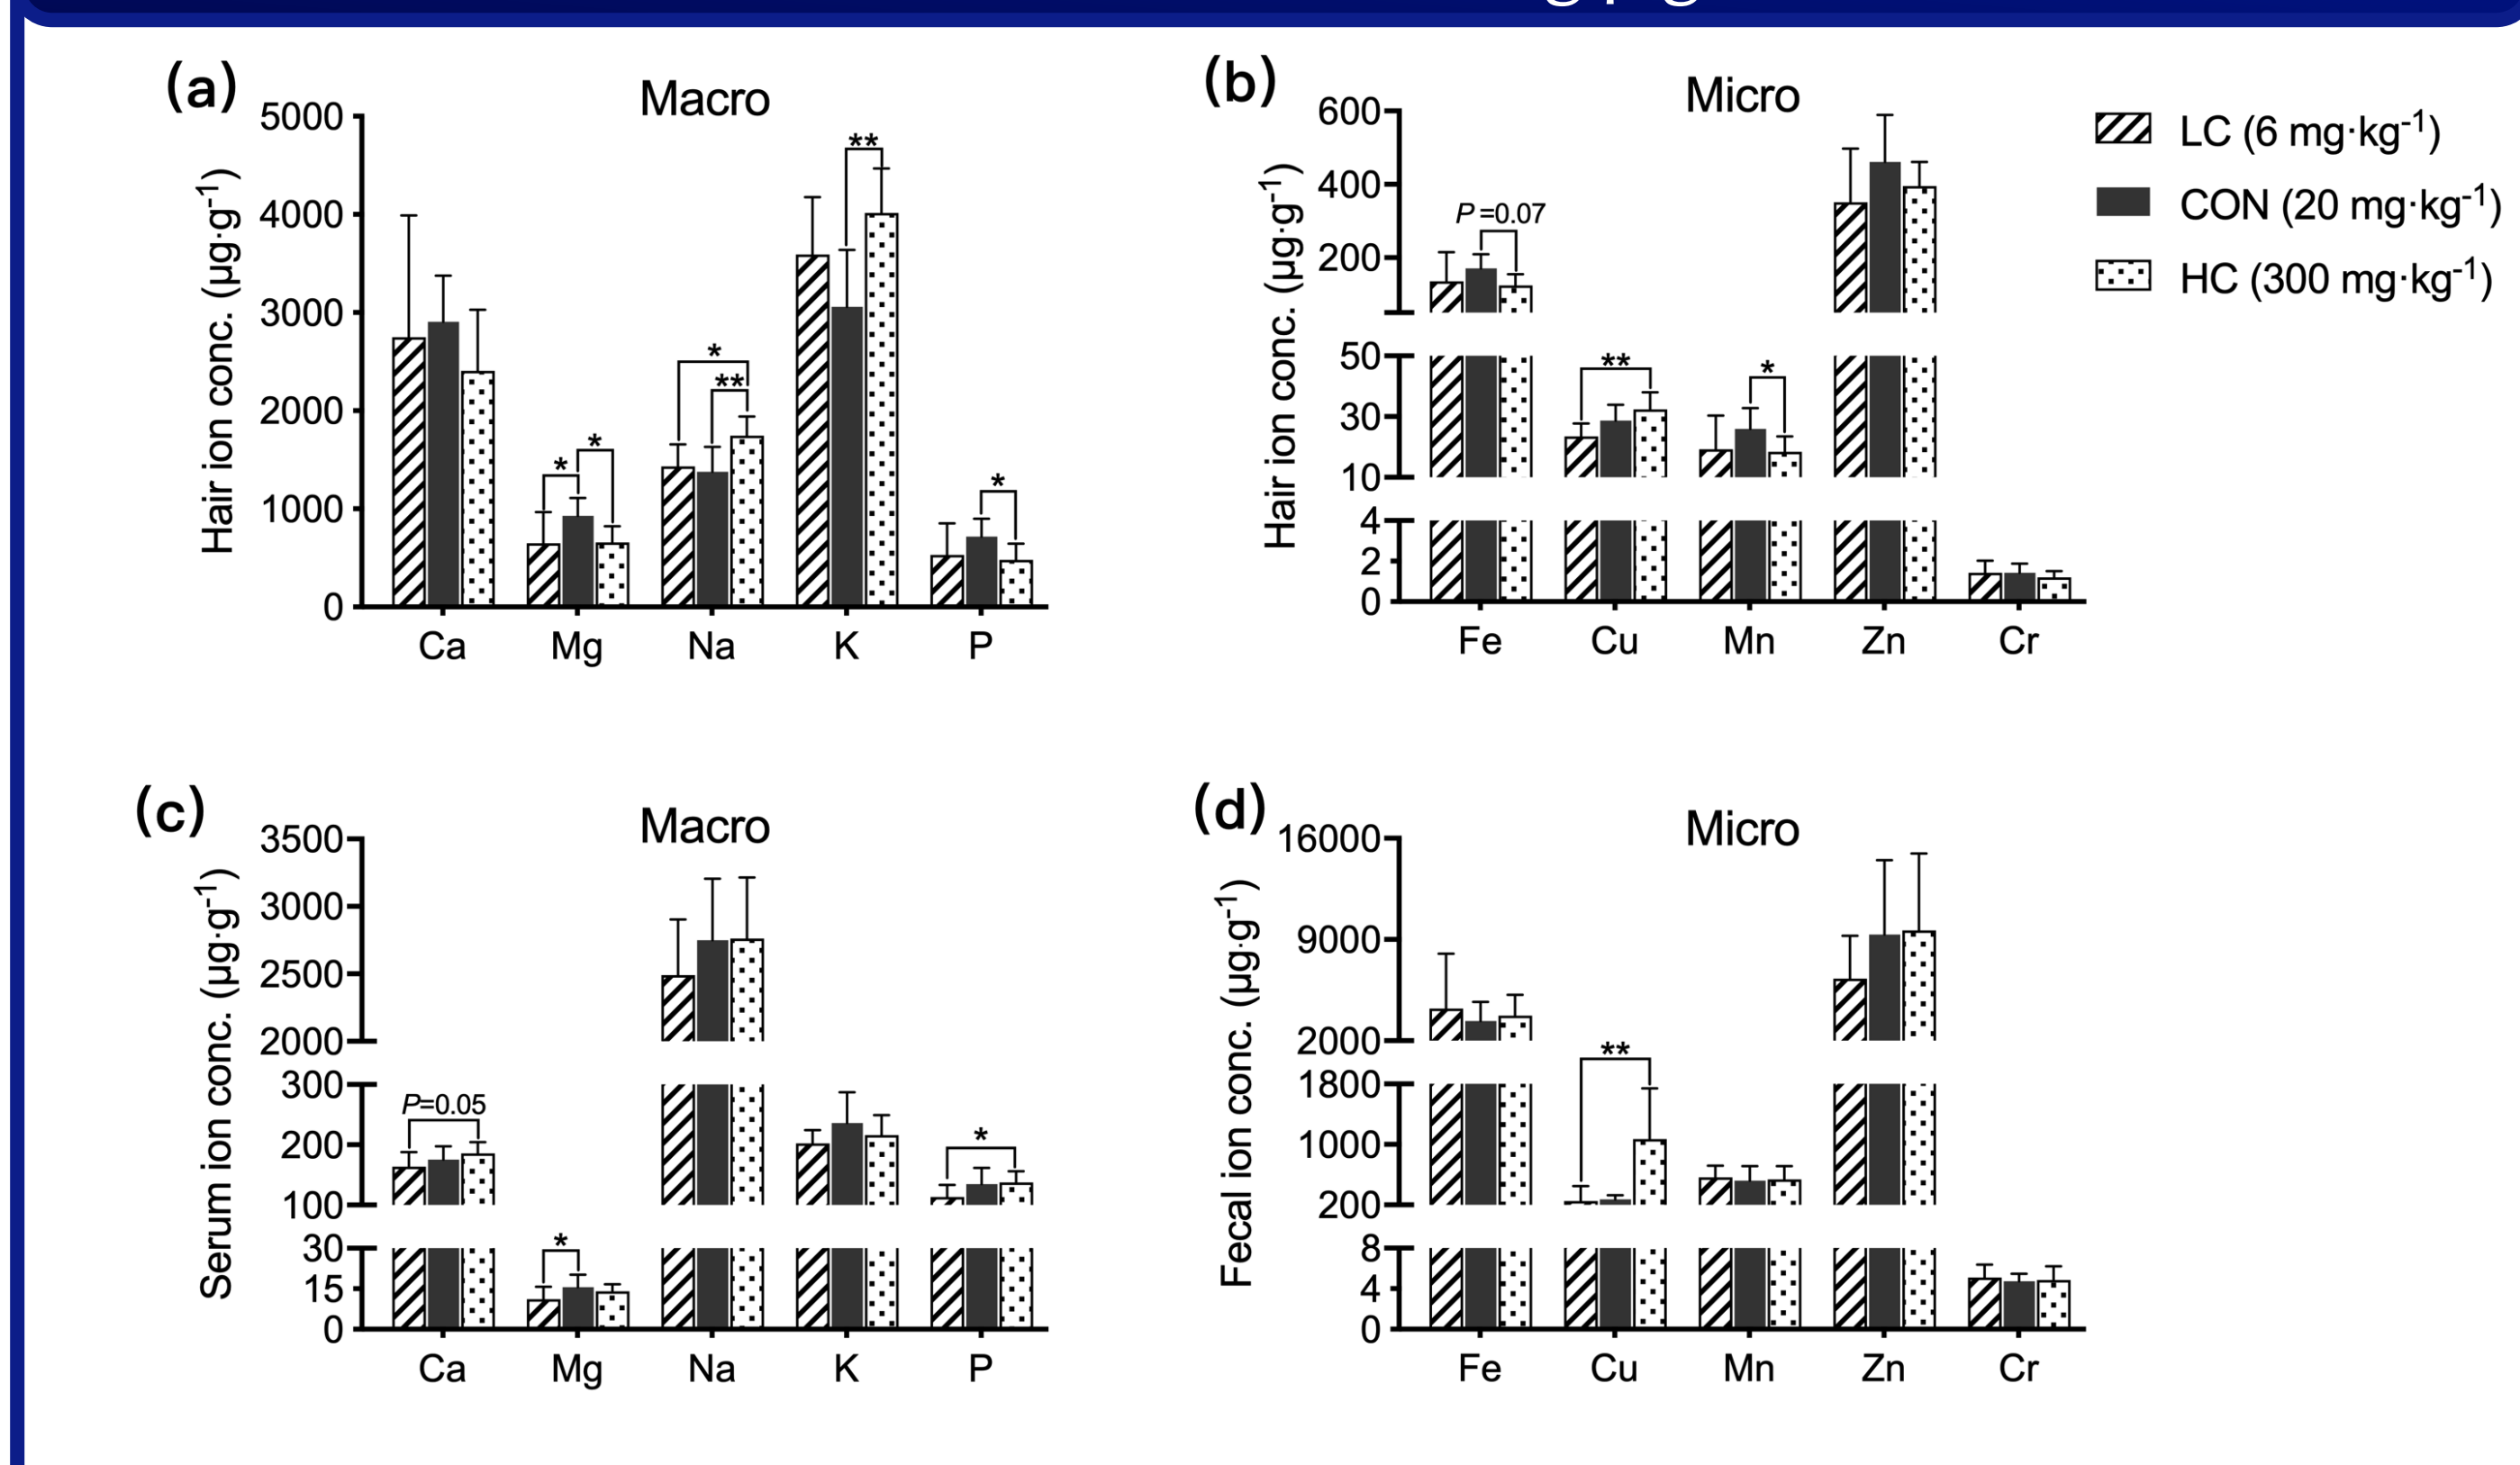 (a)
Macro
Hair ion conc. (µg·g⁻¹)
5000
4000
3000
2000
1000
0
*
*
*
**
**
*
Ca Mg Na K P
(b)
Micro
Hair ion conc. (µg·g⁻¹)
600
400
200
50
30
10
4
2
0
P =0.07
**
*
Fe Cu Mn Zn Cr
LC (6 mg·kg⁻¹)
CON (20 mg·kg⁻¹)
HC (300 mg·kg⁻¹)
(c)
Macro
Serum ion conc. (µg·g⁻¹)
3500
3000
2500
2000
300
200
100
30
15
0
P=0.05
*
*
Ca Mg Na K P
(d)
Micro
Fecal ion conc. (µg·g⁻¹)
16000
9000
2000
1800
1000
200
8
4
0
**
Fe Cu Mn Zn Cr